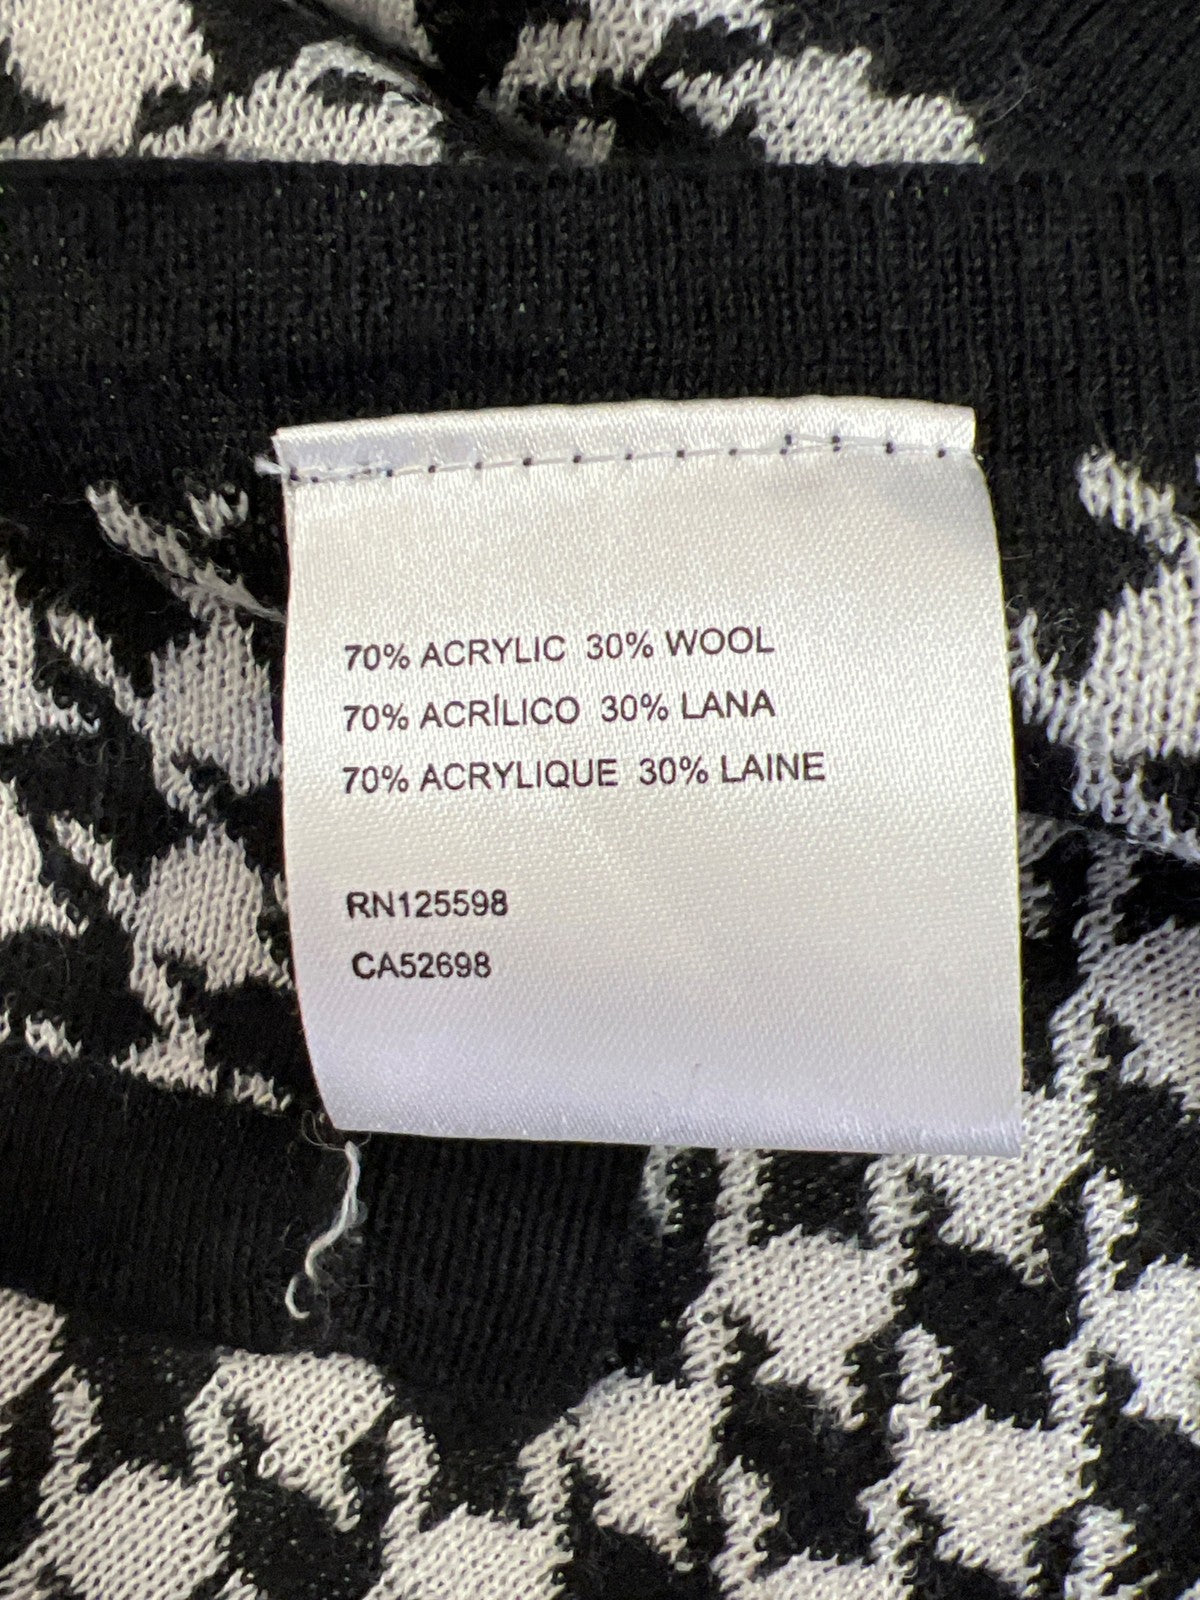 70% ACRYLIC 30% WOOL
70% ACRÍLICO 30% LANA
70% ACRYLIQUE 30% LAINE
RN125598
CA52698